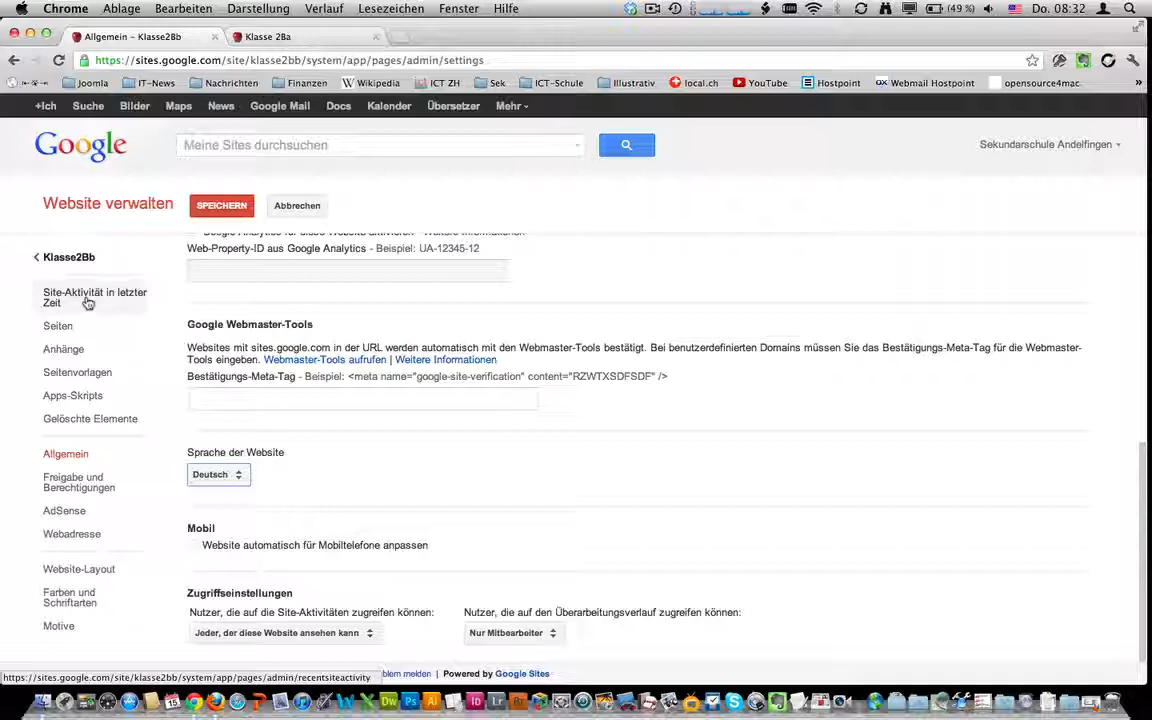 Chrome Ablage Bearbeiten Darstellung Verlauf Lesezeichen Fenster Hilfe (49 %) Do. 08:32
Allgemein – Klasse2Bb Klasse 2Ba
https://sites.google.com/site/klasse2bb/system/app/pages/admin/settings
Joomla IT–News Nachrichten Finanzen Wikipedia ICT ZH Sek ICT–Schule Illustrativ local.ch YouTube Hostpoint Webmail Hostpoint opensource4mac »
+Ich Suche Bilder Maps News Google Mail Docs Kalender Übersetzer Mehr
Google Meine Sites durchsuchen Sekundarschule Andelfingen
Website verwalten SPEICHERN Abbrechen
Google Analytics für diese Website aktivieren - Weitere Informationen
Web-Property-ID aus Google Analytics - Beispiel: UA-12345-12
Klasse2Bb
Site-Aktivität in letzter
Zeit
Seiten
Anhänge
Seitenvorlagen
Apps-Skripts
Gelöschte Elemente
Allgemein
Freigabe und
Berechtigungen
AdSense
Webadresse
Website-Layout
Farben und
Schriftarten
Motive
Google Webmaster-Tools
Websites mit sites.google.com in der URL werden automatisch mit den Webmaster-Tools bestätigt. Bei benutzerdefinierten Domains müssen Sie das Bestätigungs-Meta-Tag für die Webmaster-
Tools eingeben. Webmaster-Tools aufrufen | Weitere Informationen
Bestätigungs-Meta-Tag - Beispiel: <meta name="google-site-verification" content="RZWTXSDFSDF" />
Sprache der Website
Deutsch
Mobil
Website automatisch für Mobiltelefone anpassen
Zugriffseinstellungen
Nutzer, die auf die Site-Aktivitäten zugreifen können: Nutzer, die auf den Überarbeitungsverlauf zugreifen können:
Jeder, der diese Website ansehen kann Nur Mitbearbeiter
melden | Powered by Google Sites
https://sites.google.com/site/klasse2bb/system/app/pages/admin/recentsiteactivity